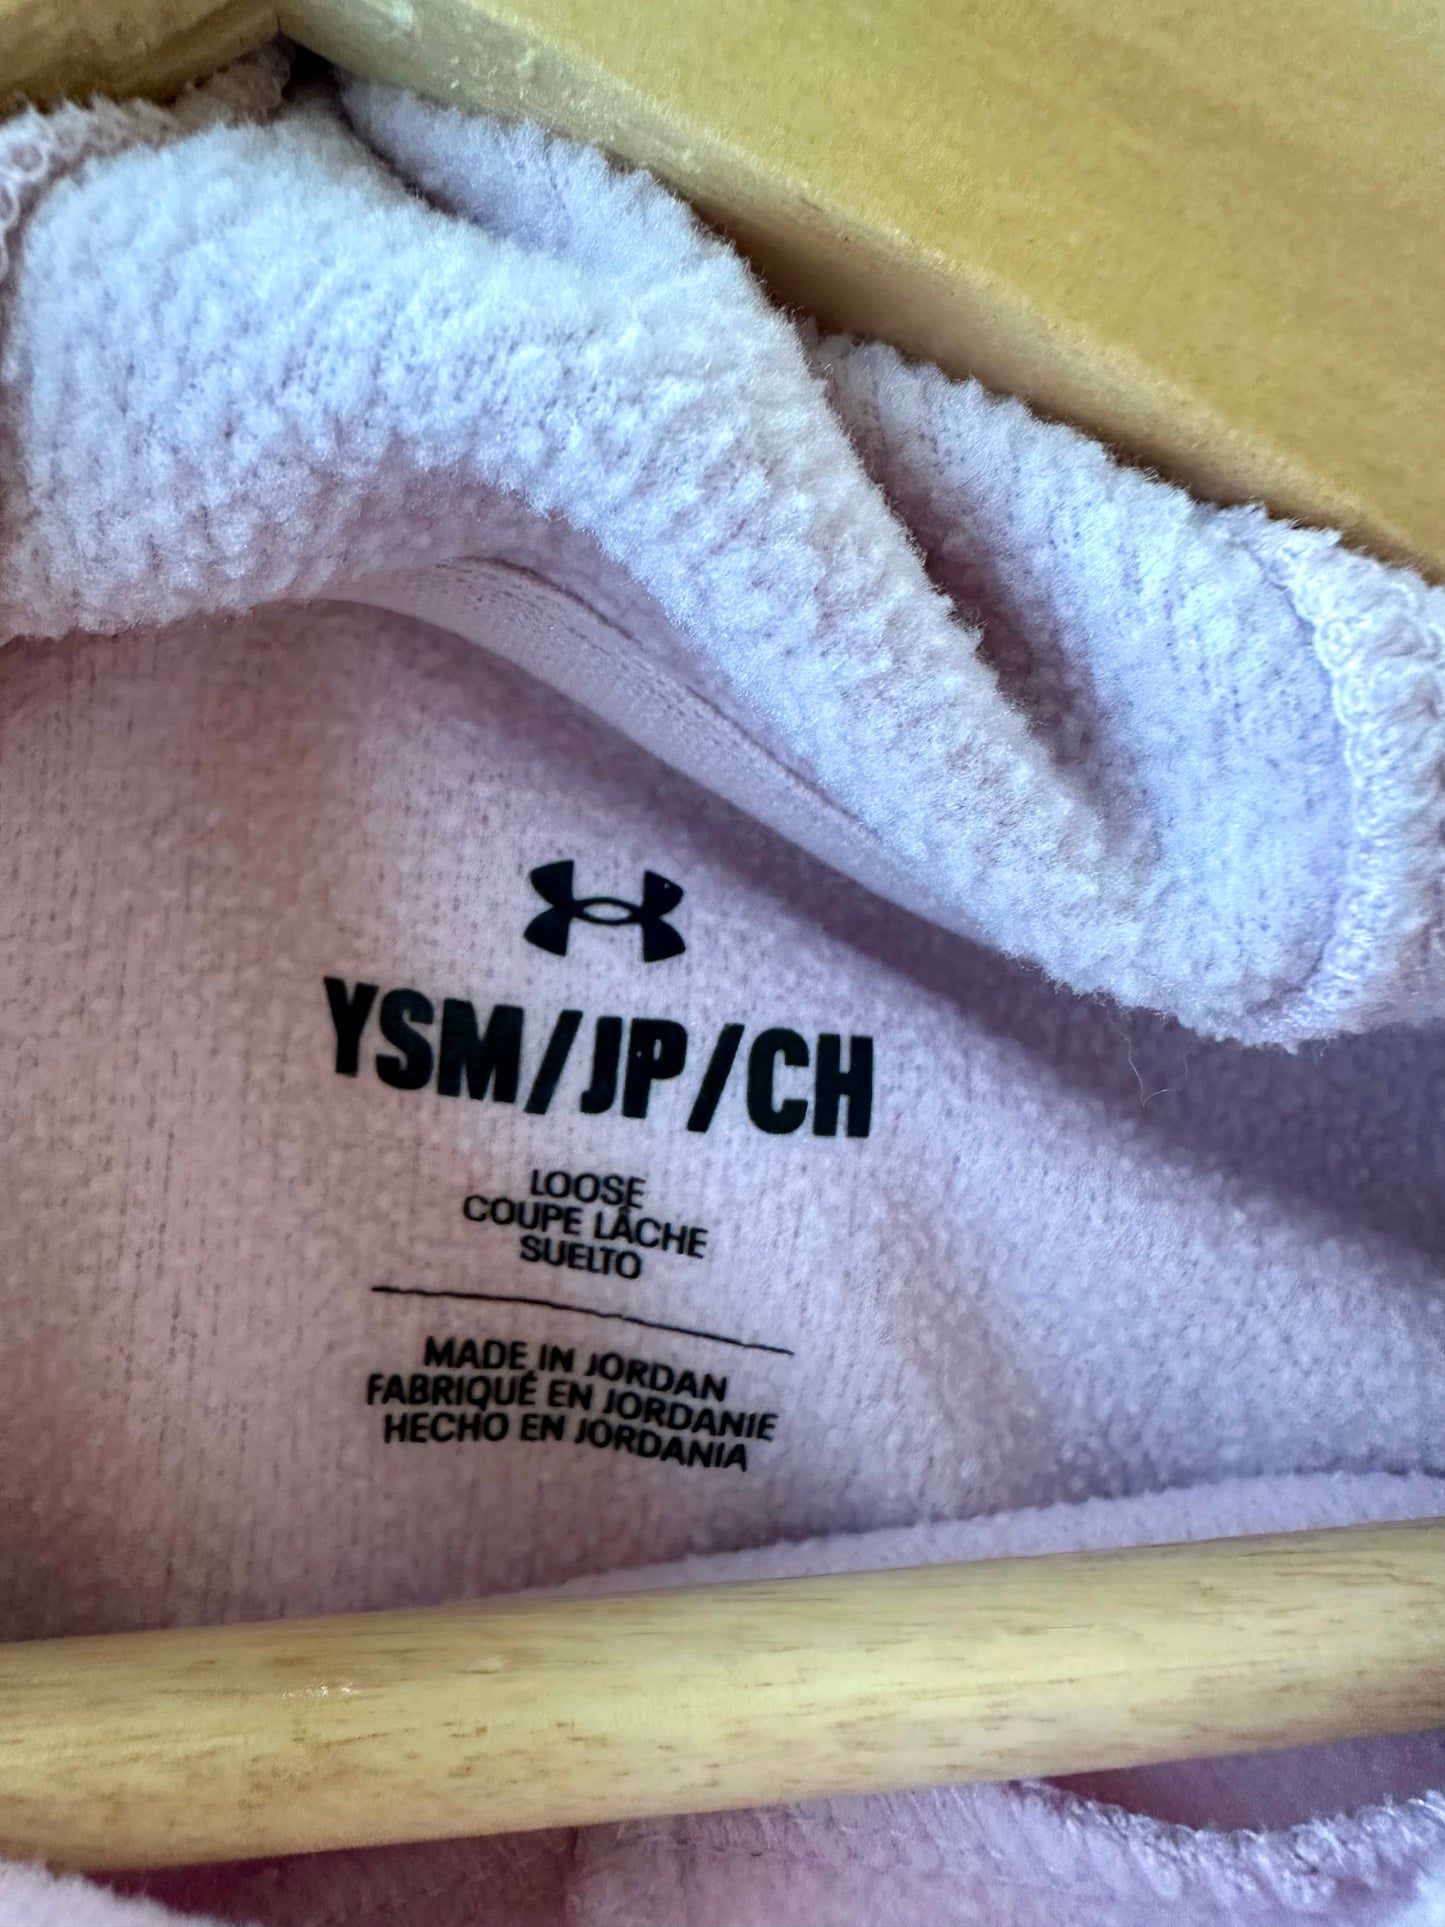 YSM/JP/CH
LOOSE
COUPE LÂCHE
SUELTO
MADE IN JORDAN
FABRIQUÉ EN JORDANIE
HECHO EN JORDANIA